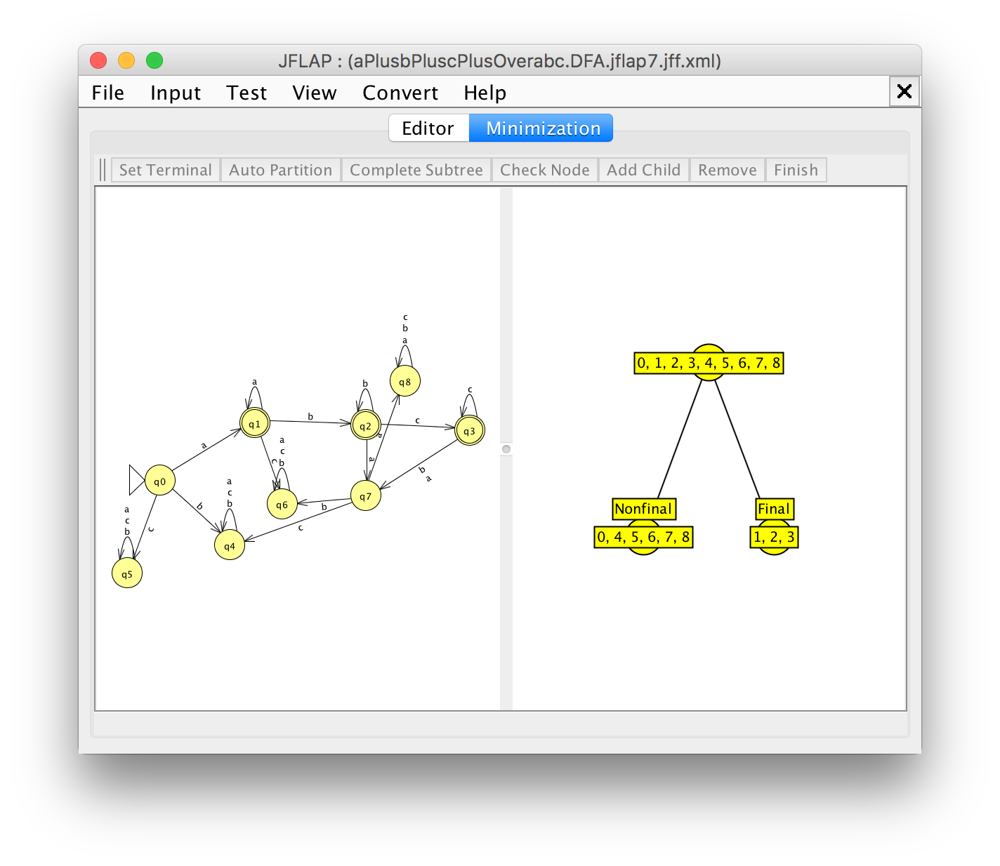 JFLAP : (aPlusbPluscPlusOverabc.DFA.jflap7.jff.xml)
File Input Test View Convert Help
Editor Minimization
Set Terminal Auto Partition Complete Subtree Check Node Add Child Remove Finish
c
b
a
q8
a
q1
b
b
q2
c
c
q3
a
a
c
b
q6
c
a
a
b
a
q7
b
c
q0
b
c
a
c
b
q4
a
c
b
q5
0, 1, 2, 3, 4, 5, 6, 7, 8
Nonfinal
0, 4, 5, 6, 7, 8
Final
1, 2, 3